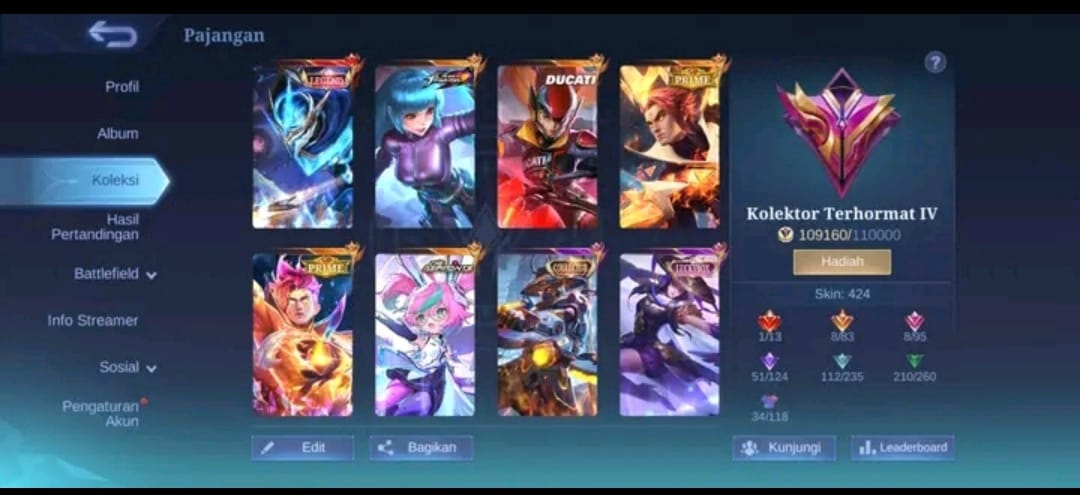 Pajangan
Profil
Album
Koleksi
Hasil
Pertandingan
Battlefield
Info Streamer
Sosial
Pengaturan
Akun
LEGEND
DUCATI
PRIME
PRIME
COLLECTOR
Edit
Bagikan
?
Kolektor Terhormat IV
109160/110000
Hadiah
Skin: 424
1/13
8/83
8/95
51/124
112/235
210/260
34/118
Kunjungi
Leaderboard